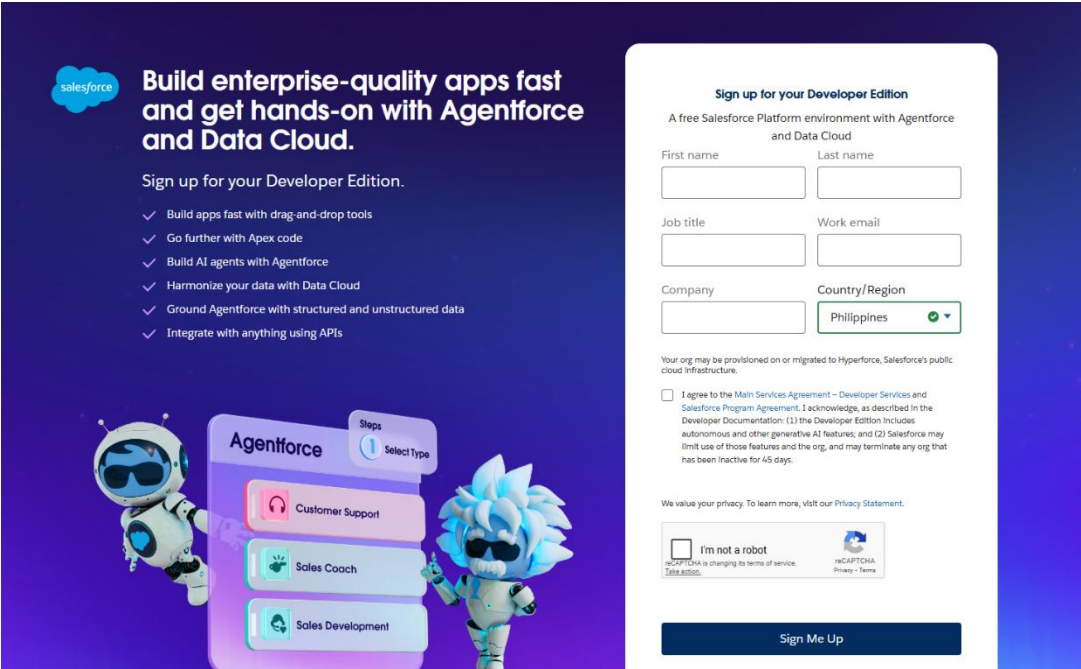 salesforce
Build enterprise-quality apps fast
and get hands-on with Agentforce
and Data Cloud.
Sign up for your Developer Edition.
Build apps fast with drag-and-drop tools
Go further with Apex code
Build AI agents with Agentforce
Harmonize your data with Data Cloud
Ground Agentforce with structured and unstructured data
Integrate with anything using APIs
Agentforce
Steps
1 Select Type
Customer Support
Sales Coach
Sales Development
Sign up for your Developer Edition
A free Salesforce Platform environment with Agentforce
and Data Cloud
First name Last name
Job title Work email
Company Country/Region
Philippines
Your org may be provisioned on or migrated to Hyperforce, Salesforce's public
cloud infrastructure.
I agree to the Main Services Agreement – Developer Services and
Salesforce Program Agreement. I acknowledge, as described in the
Developer Documentation: (1) the Developer Edition includes
autonomous and other generative AI features; and (2) Salesforce may
limit use of those features and the org, and may terminate any org that
has been inactive for 45 days.
We value your privacy. To learn more, visit our Privacy Statement.
I'm not a robot
reCAPTCHA is changing its terms of service.
Take action.
reCAPTCHA
Privacy - Terms
Sign Me Up